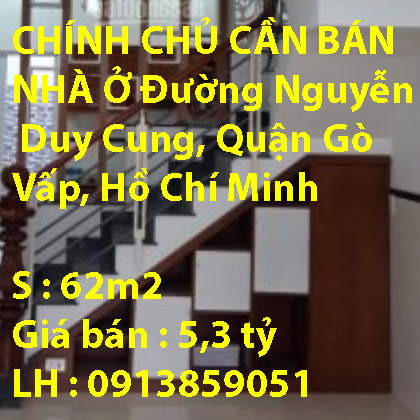 batdongsan
CHÍNH CHỦ CẦN BÁN
NHÀ Ở Đường Nguyễn
Duy Cung, Quận Gò
Vấp, Hồ Chí Minh
S : 62m2
Giá bán : 5,3 tỷ
LH : 0913859051